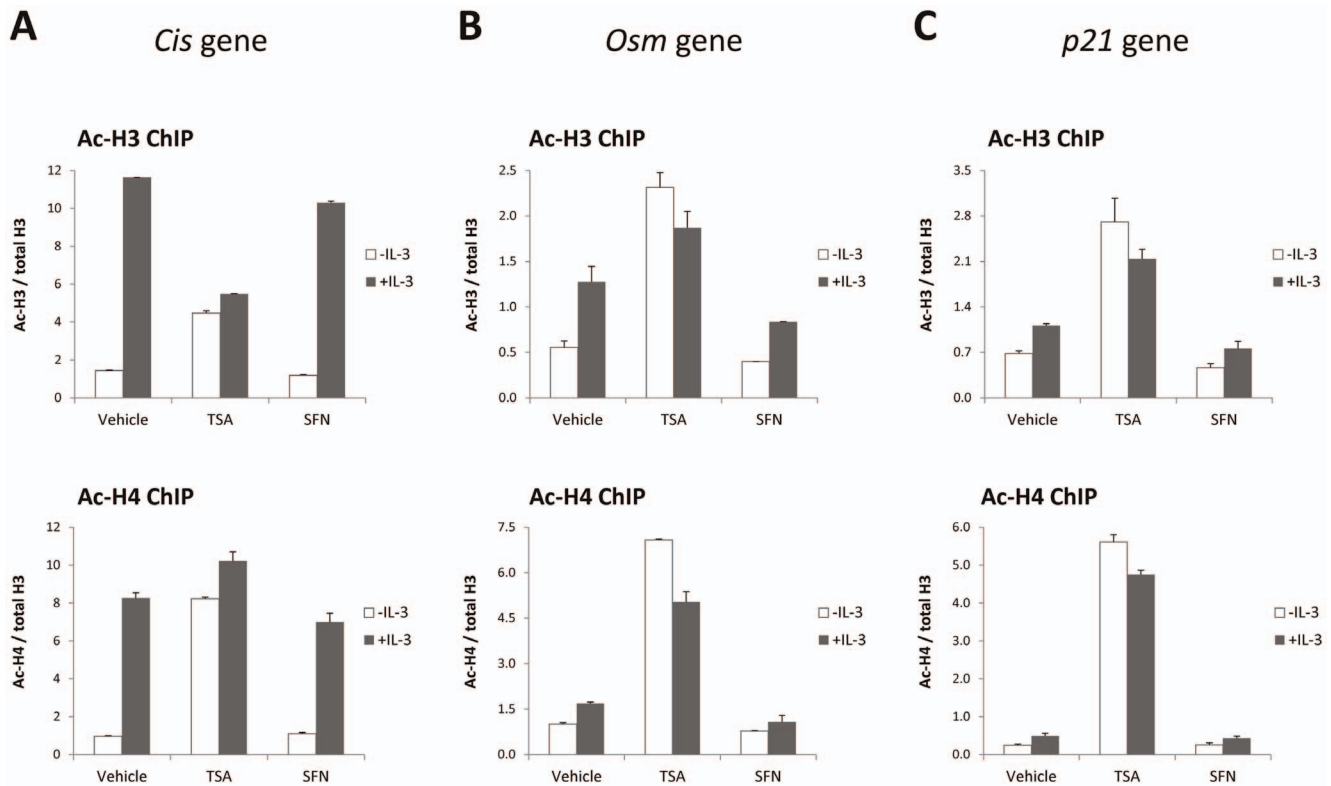 A
Cis gene
B
Osm gene
C
p21 gene
Ac-H3 ChIP
12
10
8
6
4
2
0
Ac-H3 / total H3
Vehicle
TSA
SFN
-IL-3
+IL-3
Ac-H3 ChIP
2.5
2.0
1.5
1.0
0.5
0.0
Ac-H3 / total H3
Vehicle
TSA
SFN
-IL-3
+IL-3
Ac-H3 ChIP
3.5
2.8
2.1
1.4
0.7
0.0
Ac-H3 / total H3
Vehicle
TSA
SFN
-IL-3
+IL-3
Ac-H4 ChIP
12
10
8
6
4
2
0
Ac-H4 / total H3
Vehicle
TSA
SFN
-IL-3
+IL-3
Ac-H4 ChIP
7.5
6.0
4.5
3.0
1.5
0.0
Ac-H4 / total H3
Vehicle
TSA
SFN
-IL-3
+IL-3
Ac-H4 ChIP
6.0
5.0
4.0
3.0
2.0
1.0
0.0
Ac-H4 / total H3
Vehicle
TSA
SFN
-IL-3
+IL-3